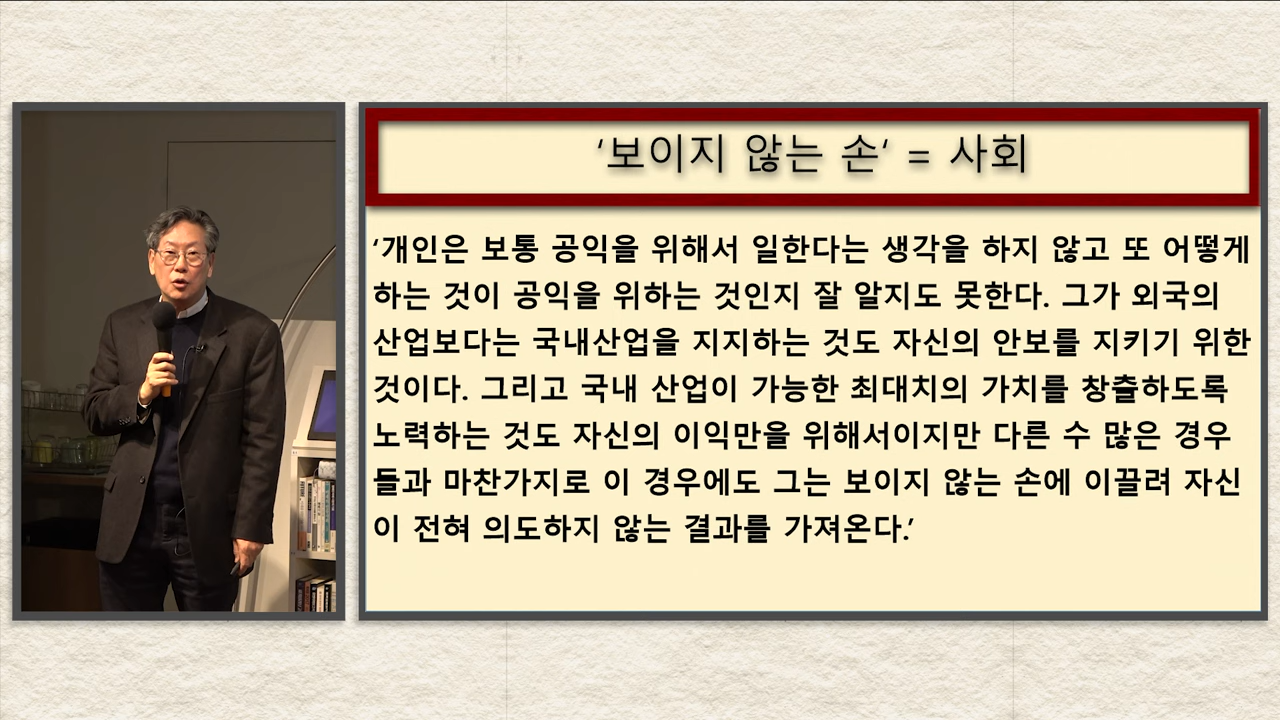 ‘보이지 않는 손’ = 사회
‘개인은 보통 공익을 위해서 일한다는 생각을 하지 않고 또 어떻게
하는 것이 공익을 위하는 것인지 잘 알지도 못한다. 그가 외국의
산업보다는 국내산업을 지지하는 것도 자신의 안보를 지키기 위한
것이다. 그리고 국내 산업이 가능한 최대치의 가치를 창출하도록
노력하는 것도 자신의 이익만을 위해서이지만 다른 수 많은 경우
들과 마찬가지로 이 경우에도 그는 보이지 않는 손에 이끌려 자신
이 전혀 의도하지 않는 결과를 가져온다.’